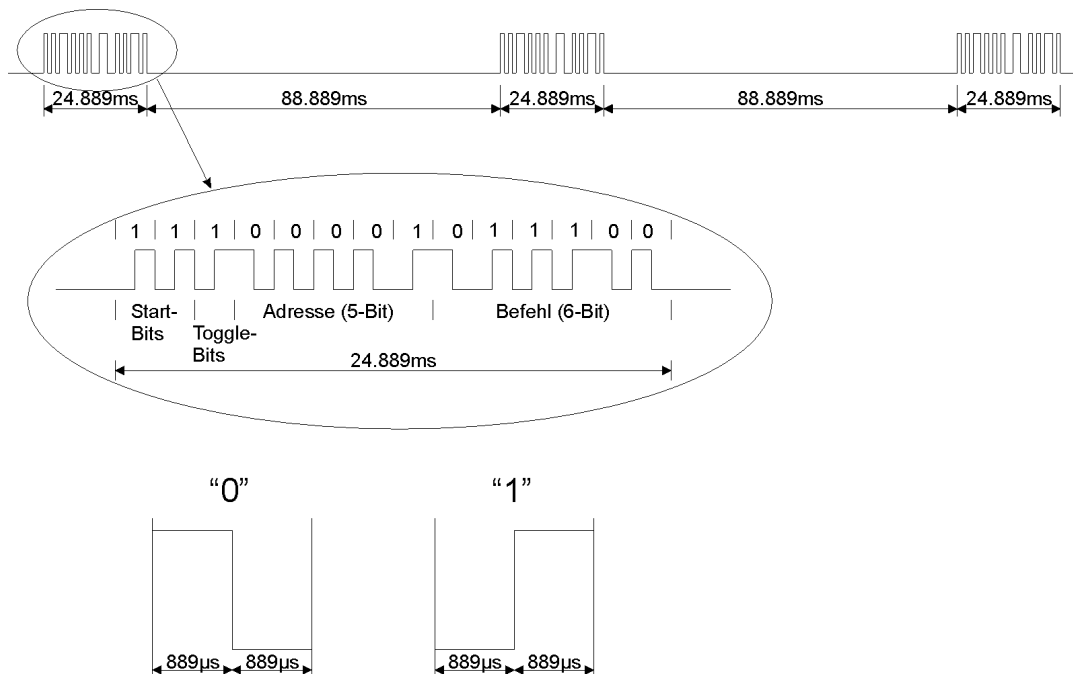 24.889ms 88.889ms 24.889ms 88.889ms 24.889ms
1 1 1 0 0 0 0 1 0 1 1 1 0 0
Start- Adresse (5-Bit) Befehl (6-Bit)
Bits Toggle-
Bits
24.889ms
“0” “1”
889µs 889µs 889µs 889µs